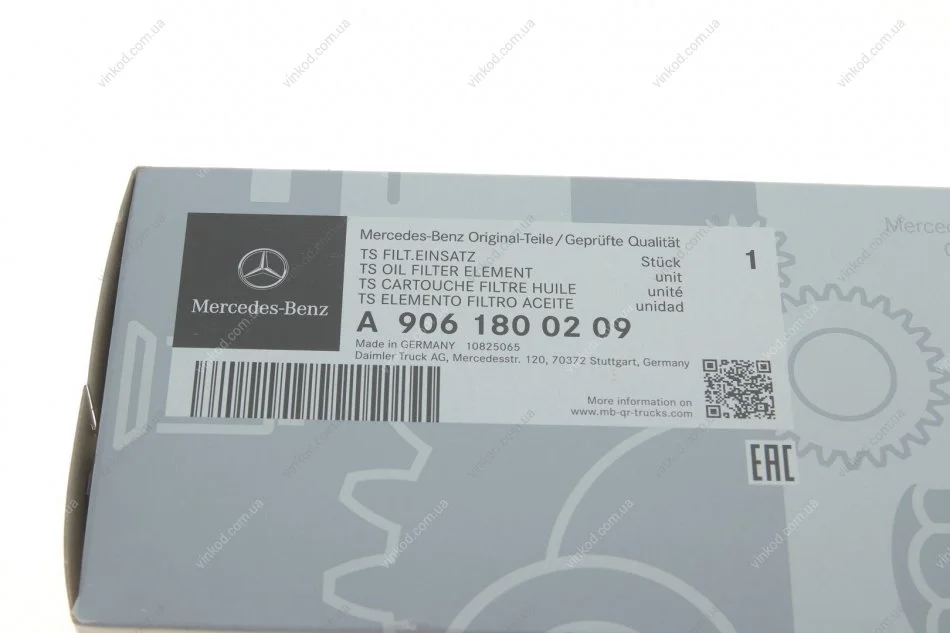 Mercedes-Benz
Mercedes-Benz Original-Teile/Geprüfte Qualität
TS FILT.EINSATZ
TS OIL FILTER ELEMENT
TS CARTOUCHE FILTRE HUILE
TS ELEMENTO FILTRO ACEITE
Stück
unit
unité
unidad
1
A 906 180 02 09
Made in GERMANY 10825065
Daimler Truck AG, Mercedesstr. 120, 70372 Stuttgart, Germany
More information on
www.mb-qr-trucks.com
EAC
vinkod.com.ua